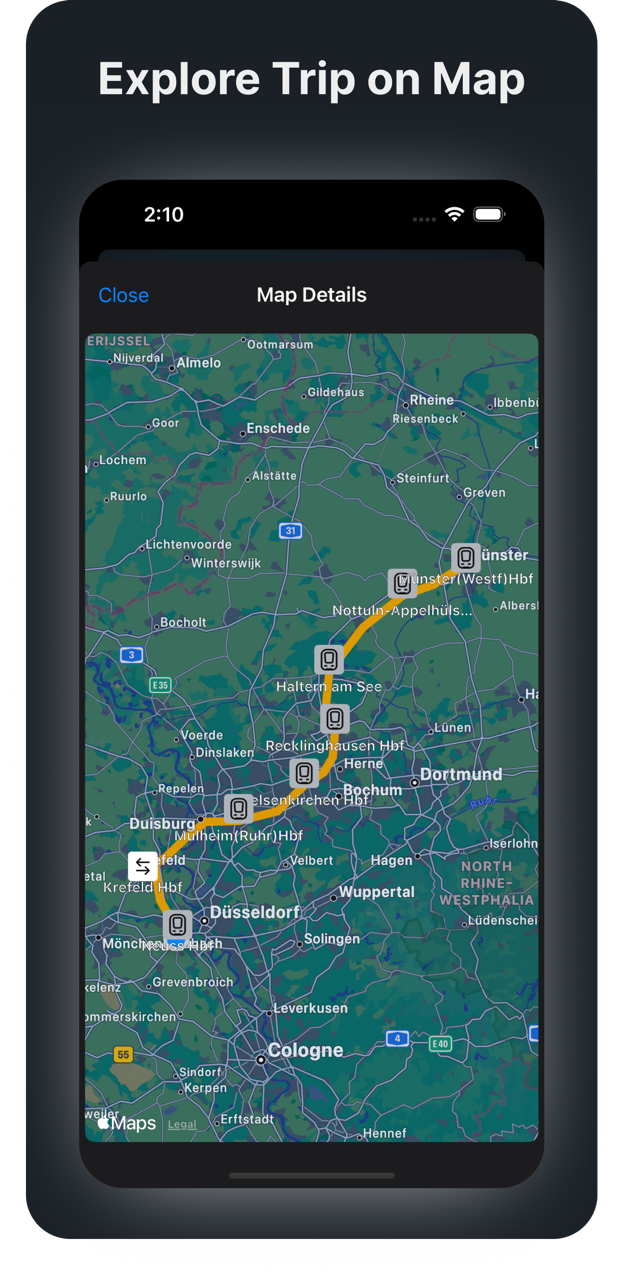 Explore Trip on Map
2:10
Close
Map Details
ERIJSSEL
Ootmarsum
Nijverdal
Almelo
Gildehaus
Rheine
Ibbenbü
Riesenbeck
Goor
Enschede
Lochem
Alstätte
Steinfurt
Ruurlo
Greven
31
Lichtenvoorde
Winterswijk
ünster
Münster(Westf)Hbf
Nottuln-Appelhüls...
Albersl
Bocholt
3
E35
Haltern am See
Ha
Voerde
Lünen
Recklinghausen Hbf
Dinslaken
Herne
Dortmund
Repelen
Bochum
elsenkirchen Hbf
Ruhr
Duisburg
Mülheim(Ruhr)Hbf
Iserlohn
efeld
Velbert
Hagen
NORTH
RHINE-
WESTPHALIA
etal
Krefeld Hbf
Wuppertal
Düsseldorf
Lüdenschei
Neuss Hbf
Solingen
kelenz
Grevenbroich
Leverkusen
ommerskirchen
4
E40
55
Cologne
Sindorf
Kerpen
weiler
Maps
Legal
Erftstadt
Hennef